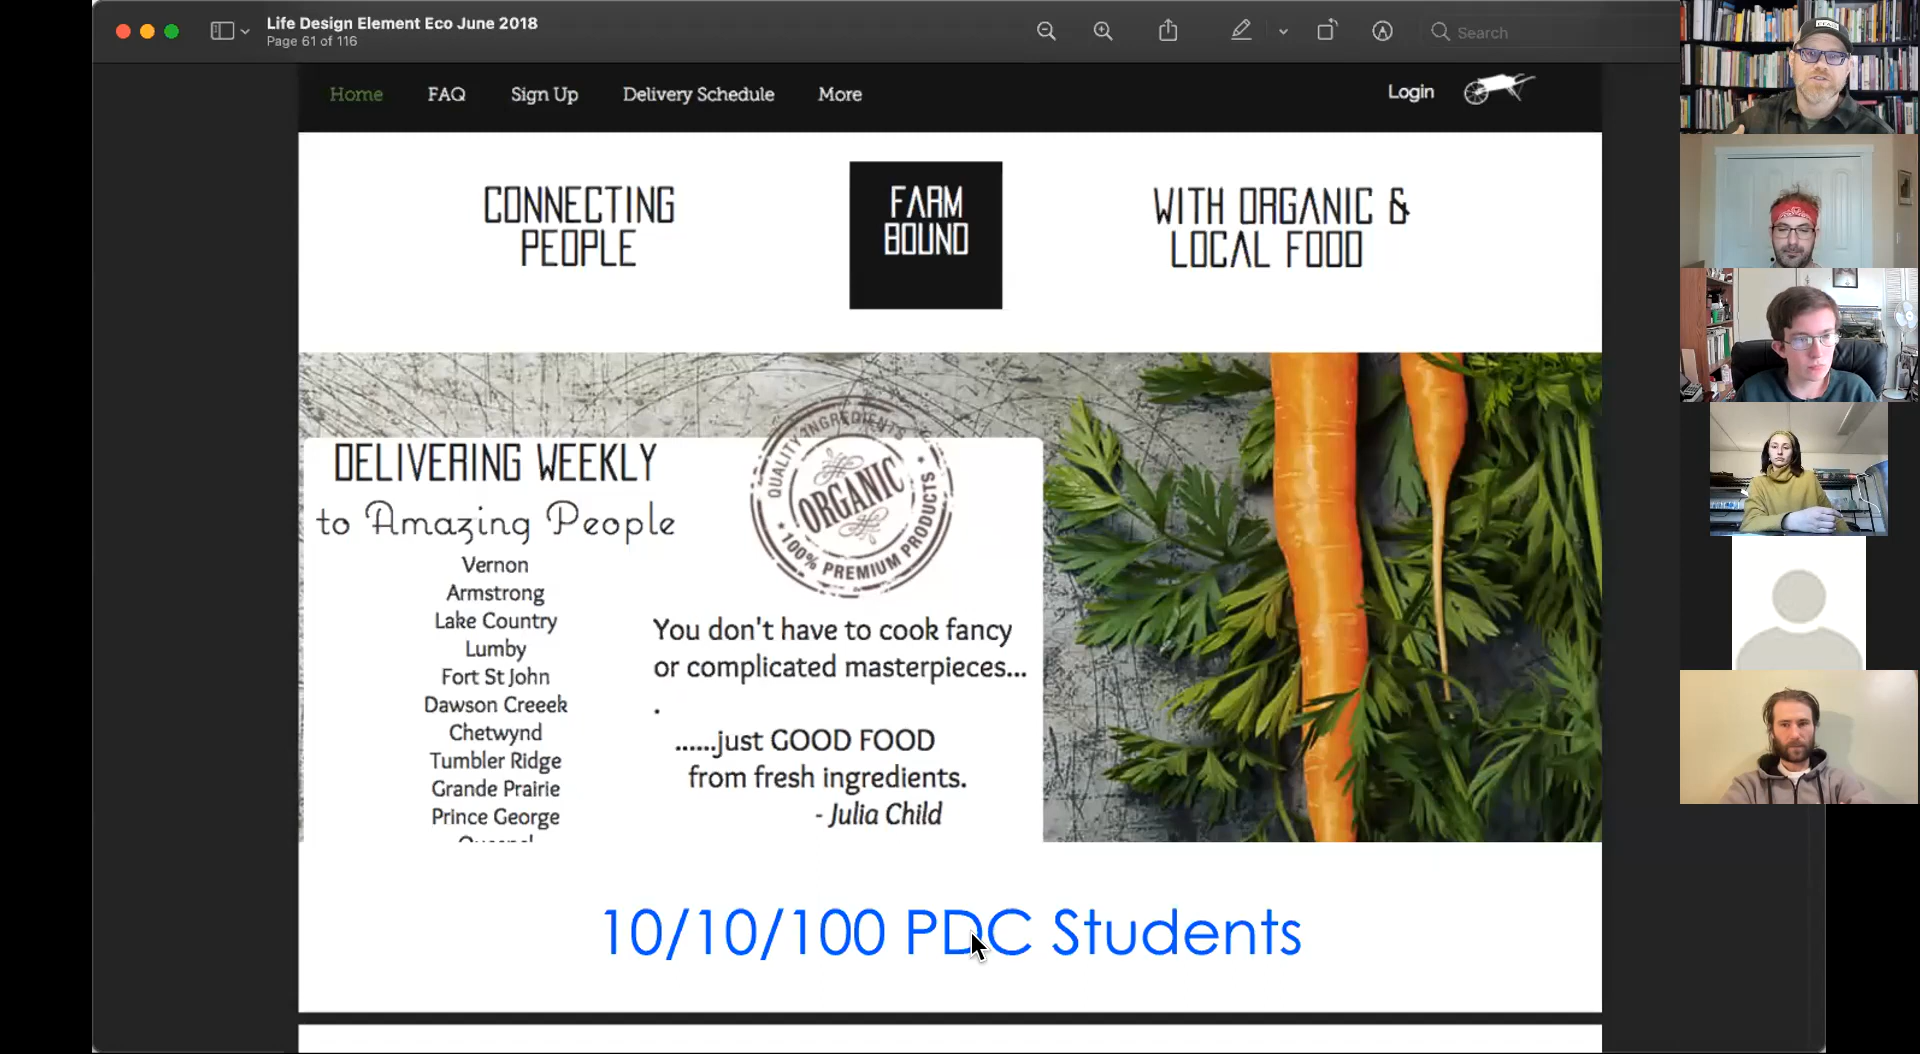 Life Design Element Eco June 2018
Page 61 of 116
Search
Home FAQ Sign Up Delivery Schedule More Login
CONNECTING
PEOPLE
FARM
BOUND
WITH ORGANIC &
LOCAL FOOD
DELIVERING WEEKLY
to Amazing People
Vernon
Armstrong
Lake Country
Lumby
Fort St John
Dawson Creeek
Chetwynd
Tumbler Ridge
Grande Prairie
Prince George
QUALITY INGREDIENTS
ORGANIC
100% PREMIUM PRODUCTS
You don't have to cook fancy
or complicated masterpieces...
.
......just GOOD FOOD
from fresh ingredients.
- Julia Child
10/10/100 PDC Students